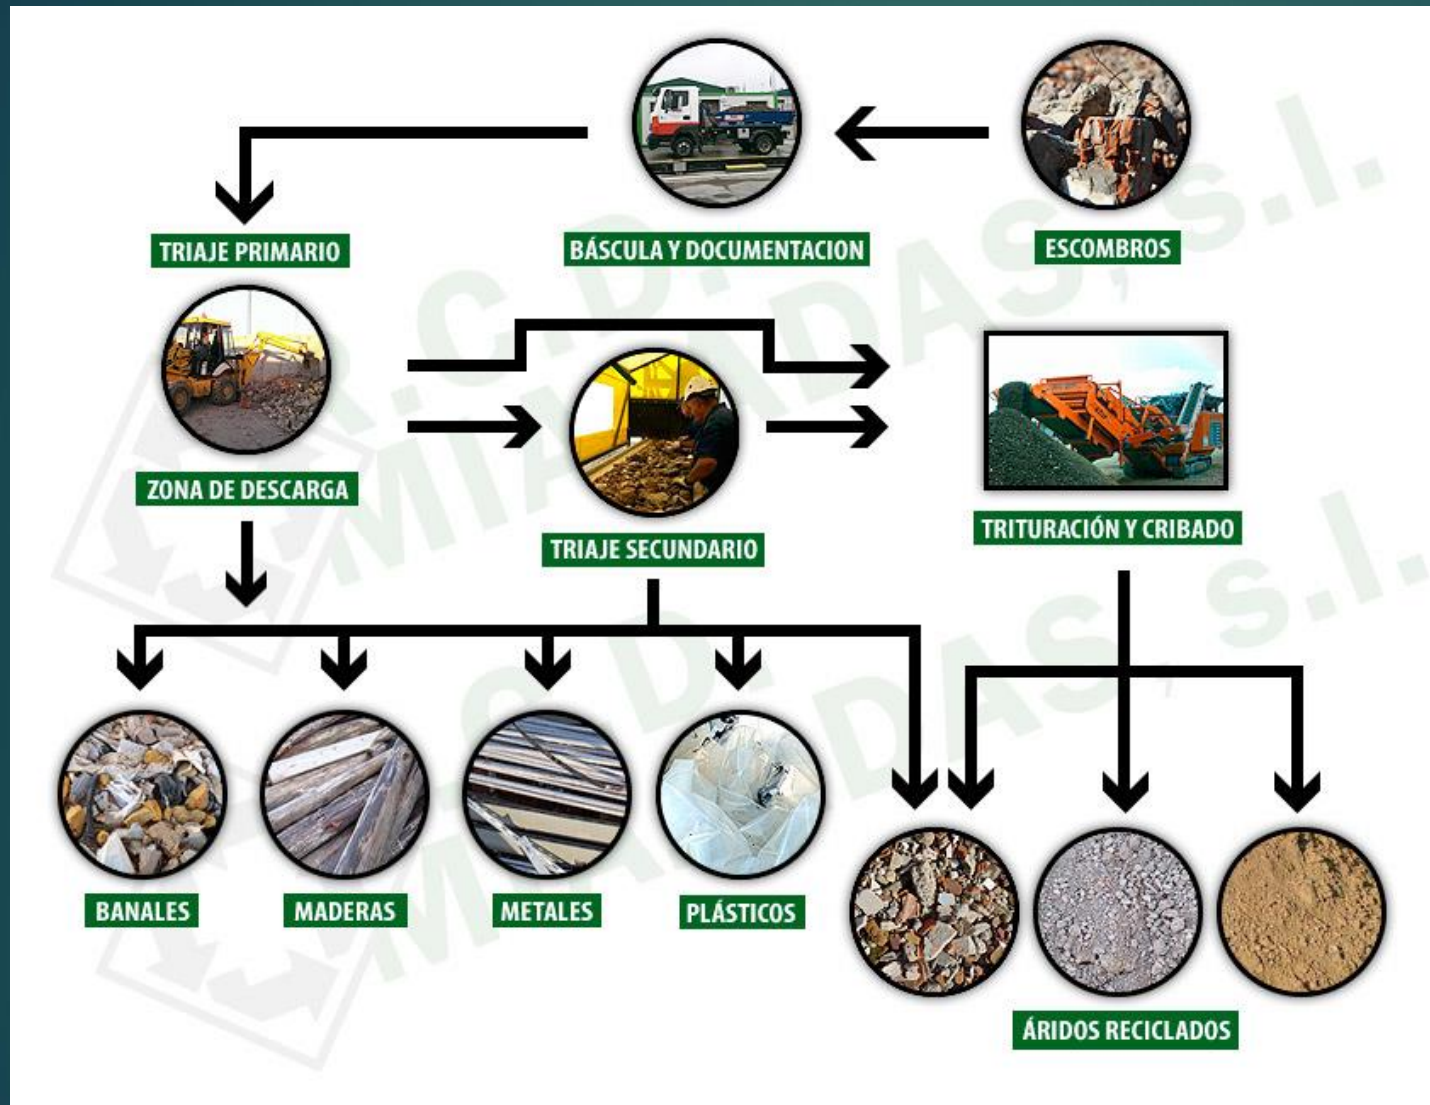 TRIAJE PRIMARIO
BÁSCULA Y DOCUMENTACION
ESCOMBROS
ZONA DE DESCARGA
TRIAJE SECUNDARIO
TRITURACIÓN Y CRIBADO
BANALES
MADERAS
METALES
PLÁSTICOS
ÁRIDOS RECICLADOS